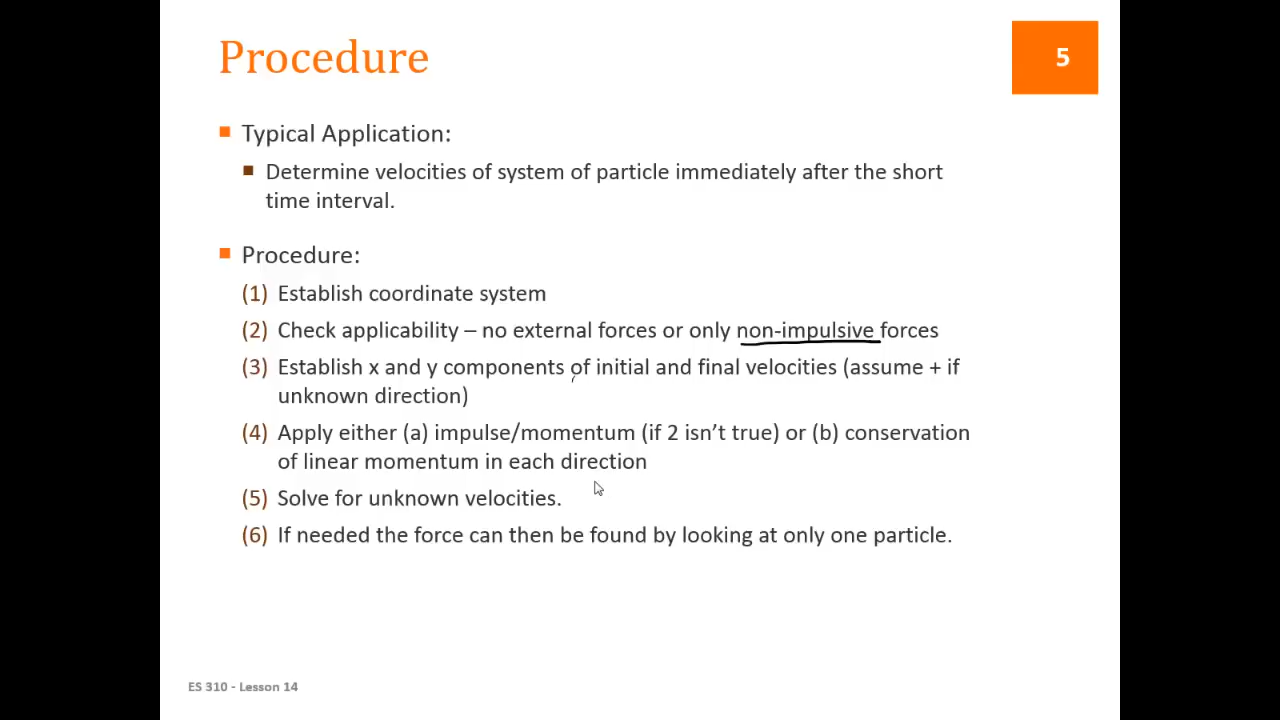 Procedure
5
Typical Application:
Determine velocities of system of particle immediately after the short
time interval.
Procedure:
(1) Establish coordinate system
(2) Check applicability – no external forces or only non-impulsive forces
(3) Establish x and y components of initial and final velocities (assume + if
unknown direction)
(4) Apply either (a) impulse/momentum (if 2 isn't true) or (b) conservation
of linear momentum in each direction
(5) Solve for unknown velocities.
(6) If needed the force can then be found by looking at only one particle.
ES 310 - Lesson 14